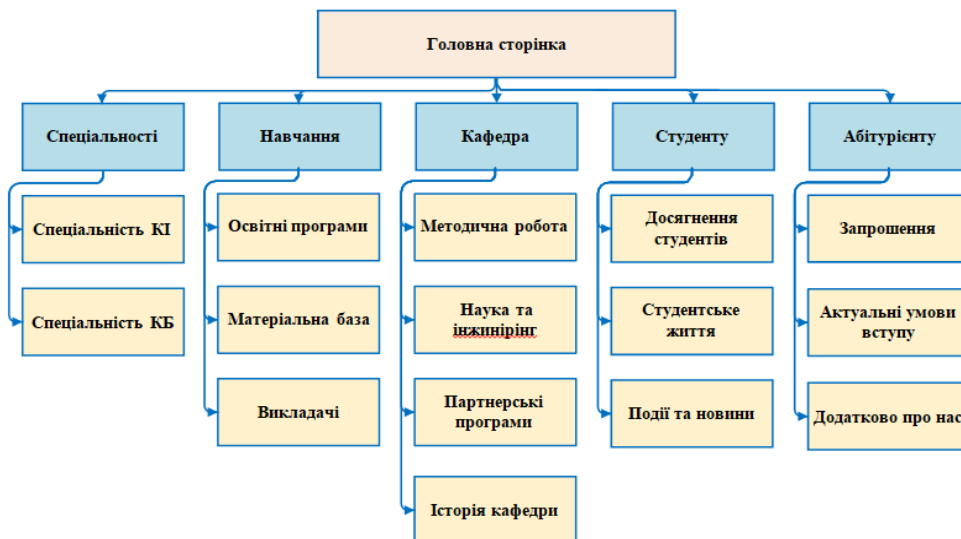 Головна сторінка
Спеціальності
Навчання
Кафедра
Студенту
Абітурієнту
Спеціальність КІ
Освітні програми
Методична робота
Досягнення
студентів
Запрошення
Спеціальність КБ
Матеріальна база
Наука та
інжинірінг
Студентське
життя
Актуальні умови
вступу
Викладачі
Партнерські
програми
Події та новини
Додатково про нас
Історія кафедри